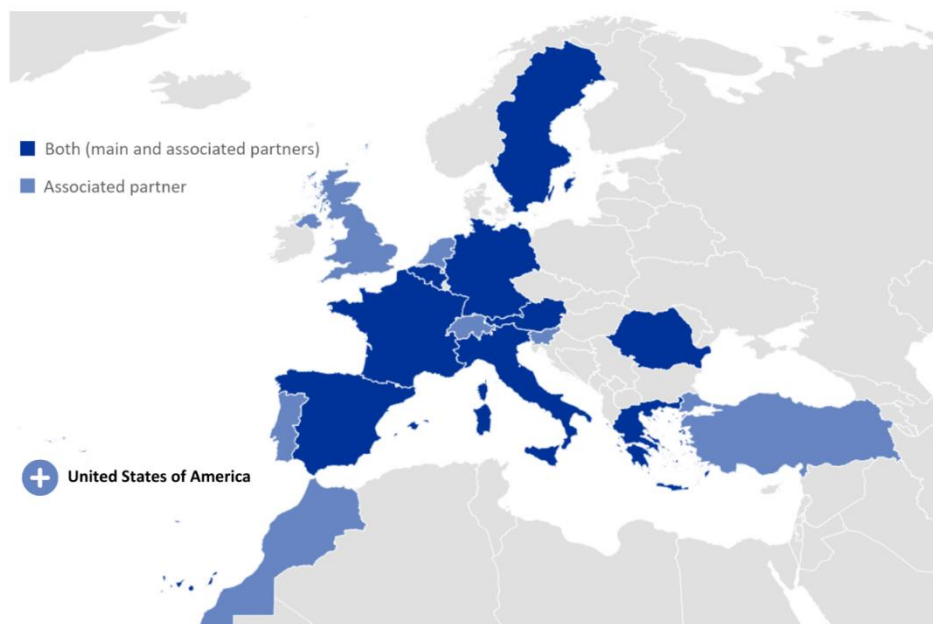 Both (main and associated partners)
Associated partner
United States of America